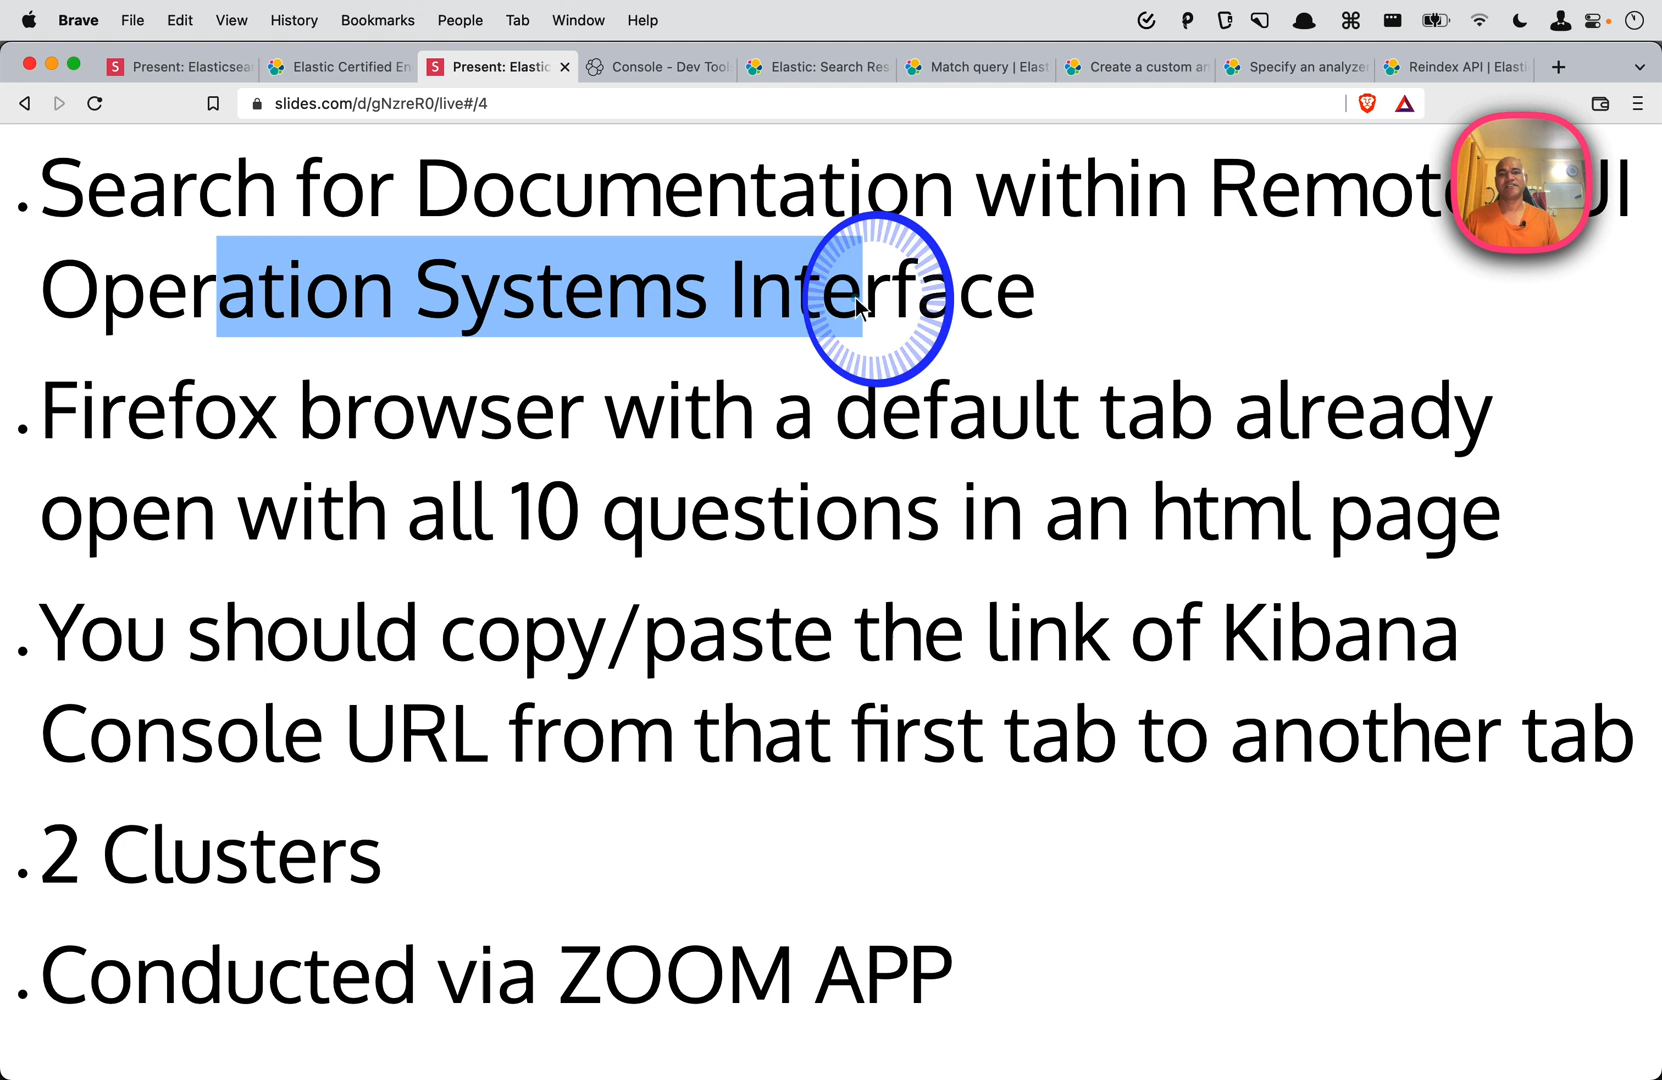 Brave File Edit View History Bookmarks People Tab Window Help
Present: Elasticsea Elastic Certified En Present: Elastic Console - Dev Tool Elastic: Search Res Match query | Elast Create a custom an Specify an analyzer Reindex API | Elasti
slides.com/d/gNzreR0/live#/4
Search for Documentation within Remot UI
Operation Systems Interface
Firefox browser with a default tab already
open with all 10 questions in an html page
You should copy/paste the link of Kibana
Console URL from that first tab to another tab
2 Clusters
Conducted via ZOOM APP